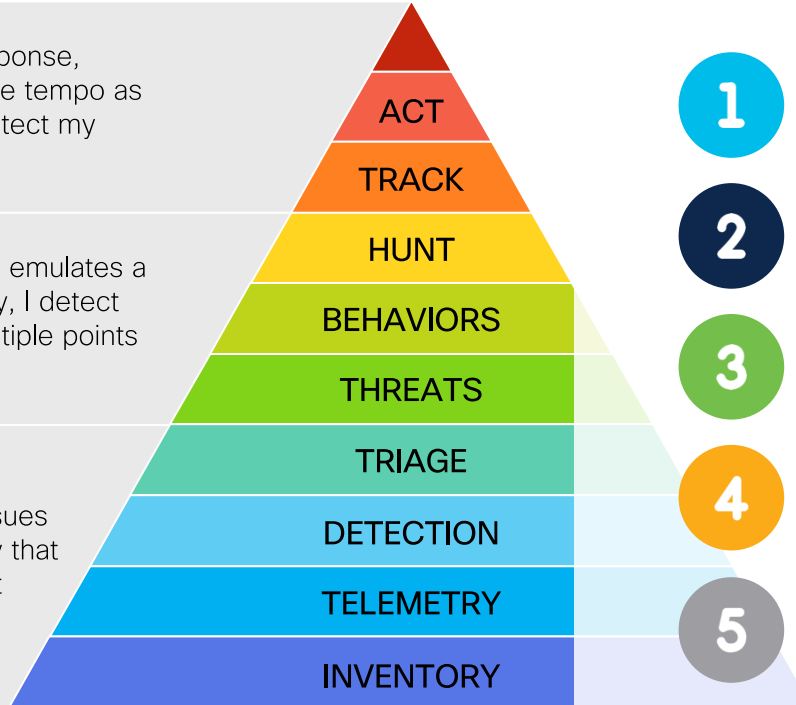 ponse,
e tempo as
tect my
emulates a
y, I detect
tiple points
sues
y that
ACT
TRACK
HUNT
BEHAVIORS
THREATS
TRIAGE
DETECTION
TELEMETRY
INVENTORY
1
2
3
4
5